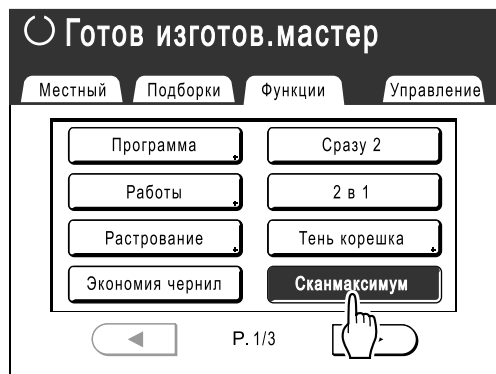 Готов изготов.мастер
Местный Подборки Функции Управление
Программа Сразу 2
Работы 2 в 1
Растрование Тень корешка
Экономия чернил Сканмаксимум
P. 1/3